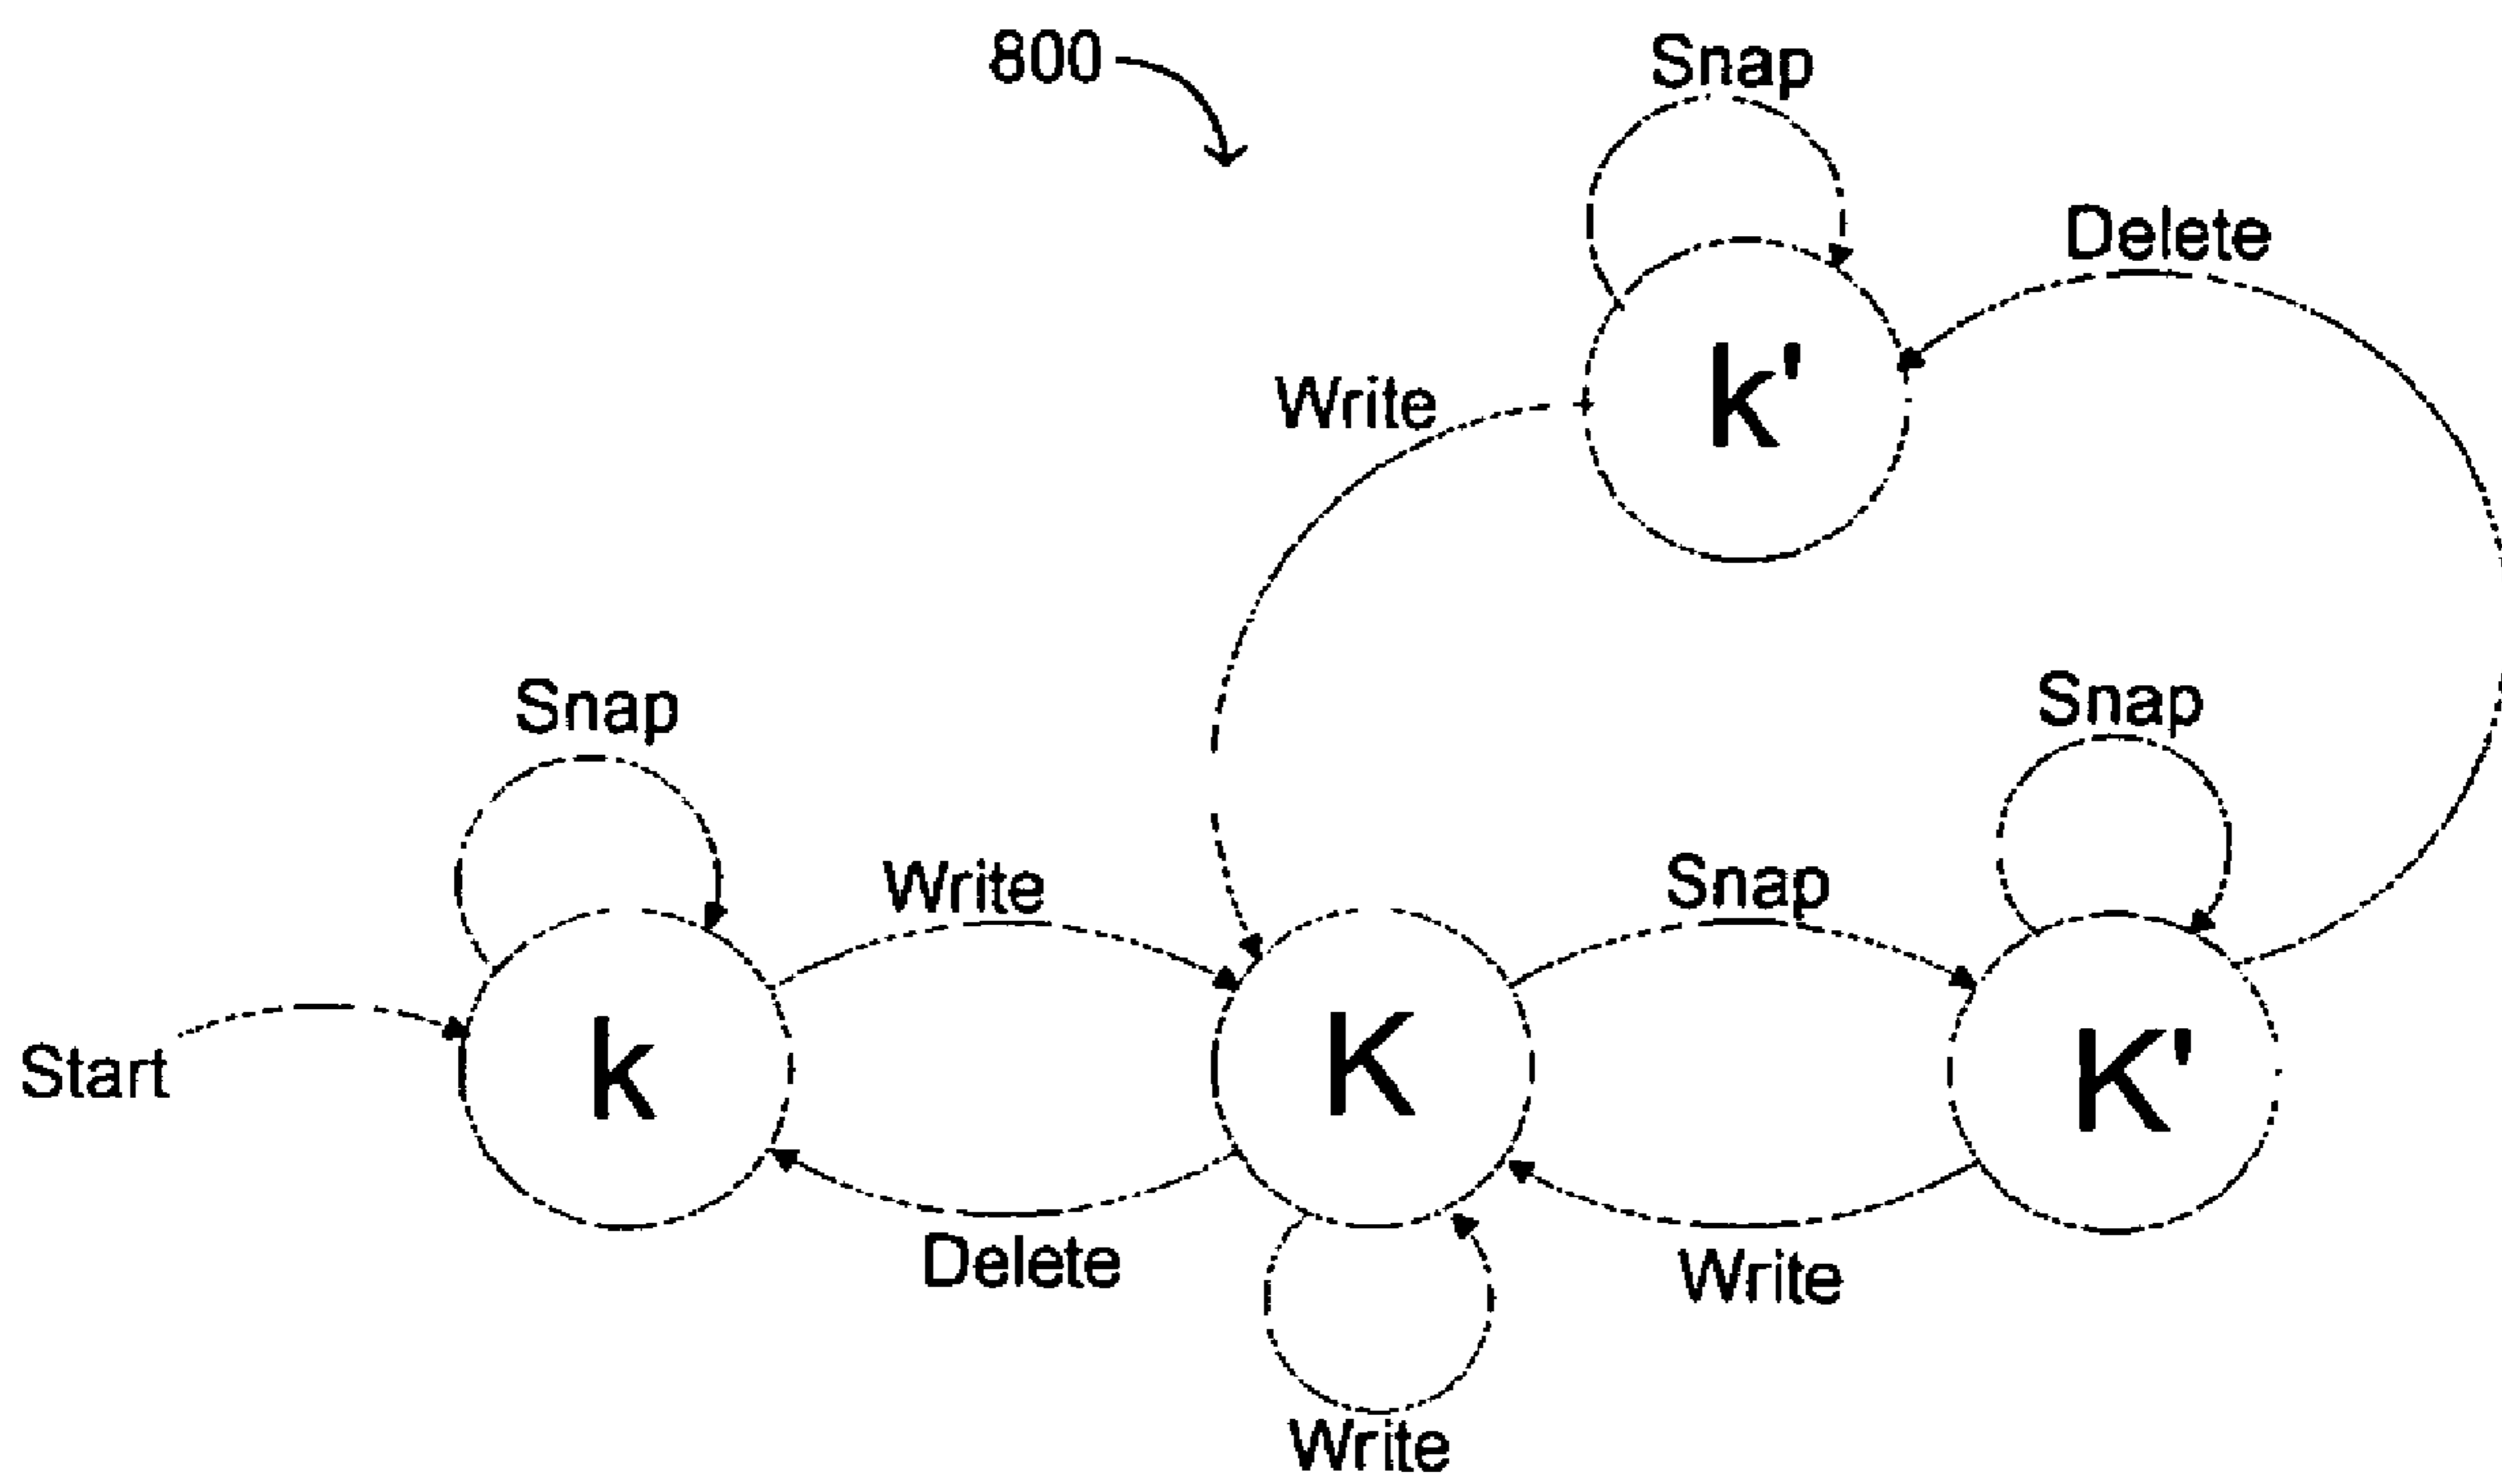 800
Snap
Delete
k'
Write
Snap
Snap
Write
Snap
Start
k
K
K'
Delete
Write
Write